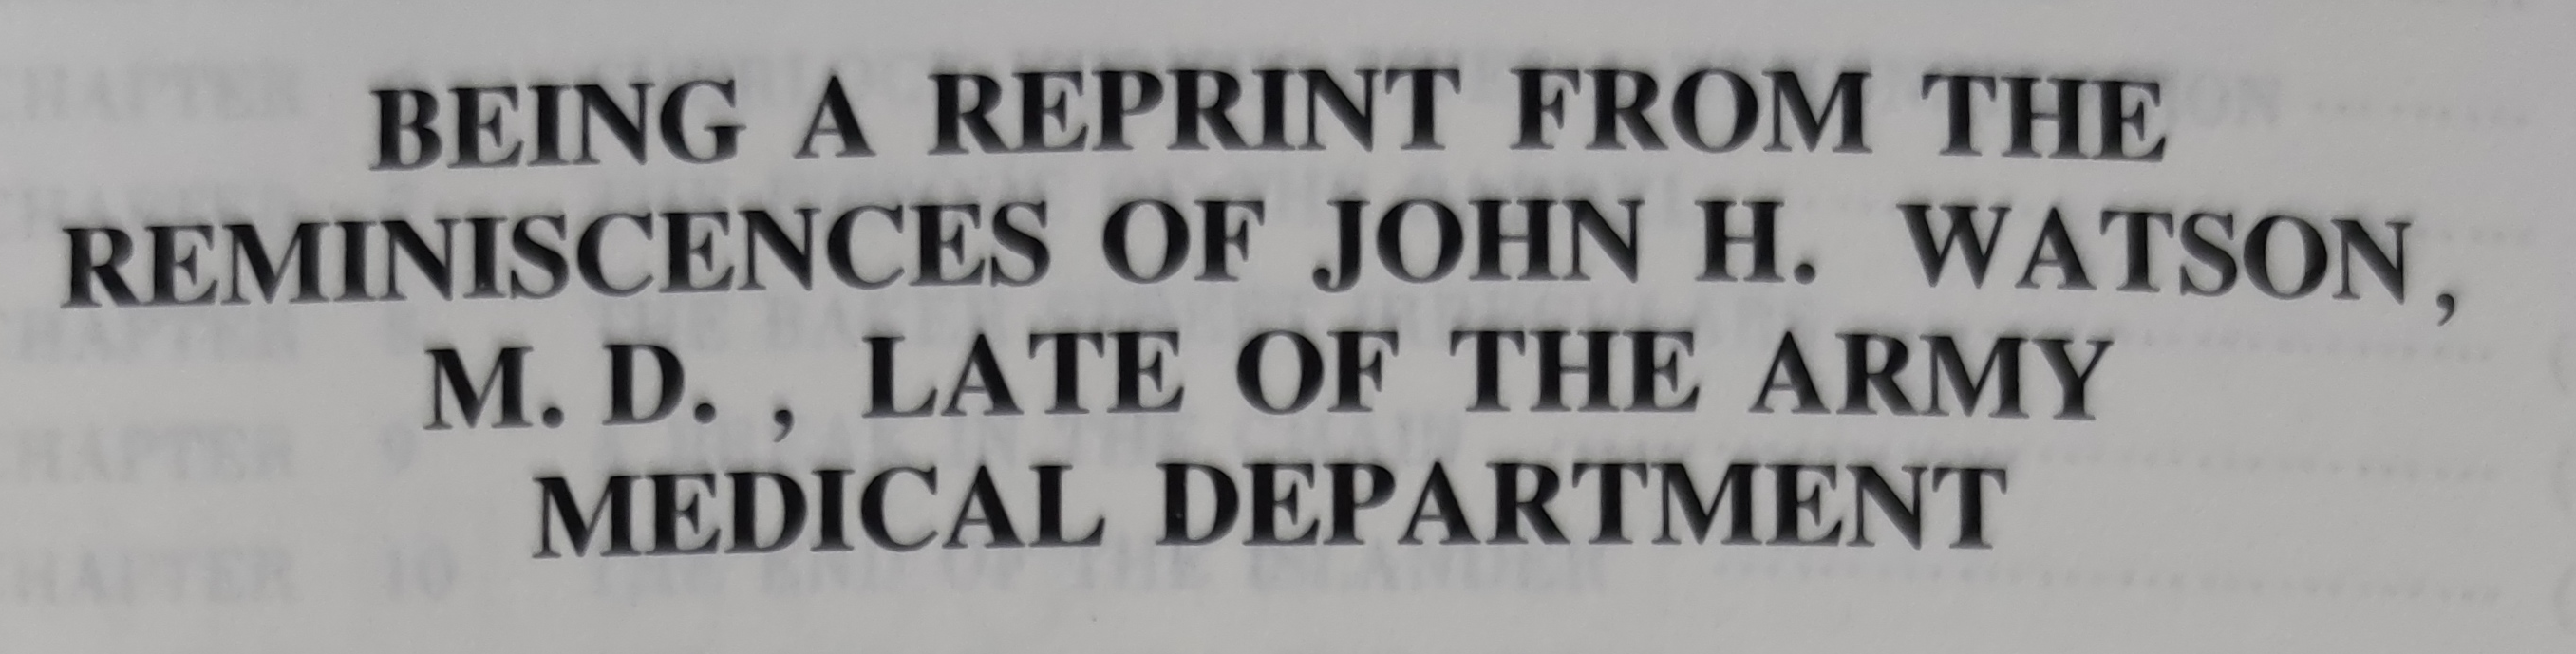 BEING A REPRINT FROM THE
REMINISCENCES OF JOHN H. WATSON,
M. D. , LATE OF THE ARMY
MEDICAL DEPARTMENT